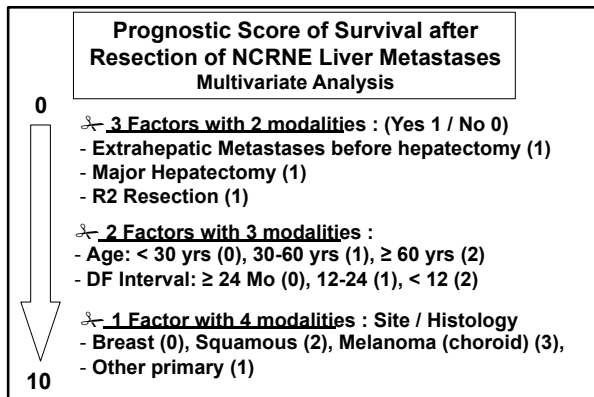 Prognostic Score of Survival after
Resection of NCRNE Liver Metastases
Multivariate Analysis
0
3 Factors with 2 modalities : (Yes 1 / No 0)
- Extrahepatic Metastases before hepatectomy (1)
- Major Hepatectomy (1)
- R2 Resection (1)
2 Factors with 3 modalities :
- Age: < 30 yrs (0), 30-60 yrs (1), ≥ 60 yrs (2)
- DF Interval: ≥ 24 Mo (0), 12-24 (1), < 12 (2)
1 Factor with 4 modalities : Site / Histology
- Breast (0), Squamous (2), Melanoma (choroid) (3),
- Other primary (1)
10